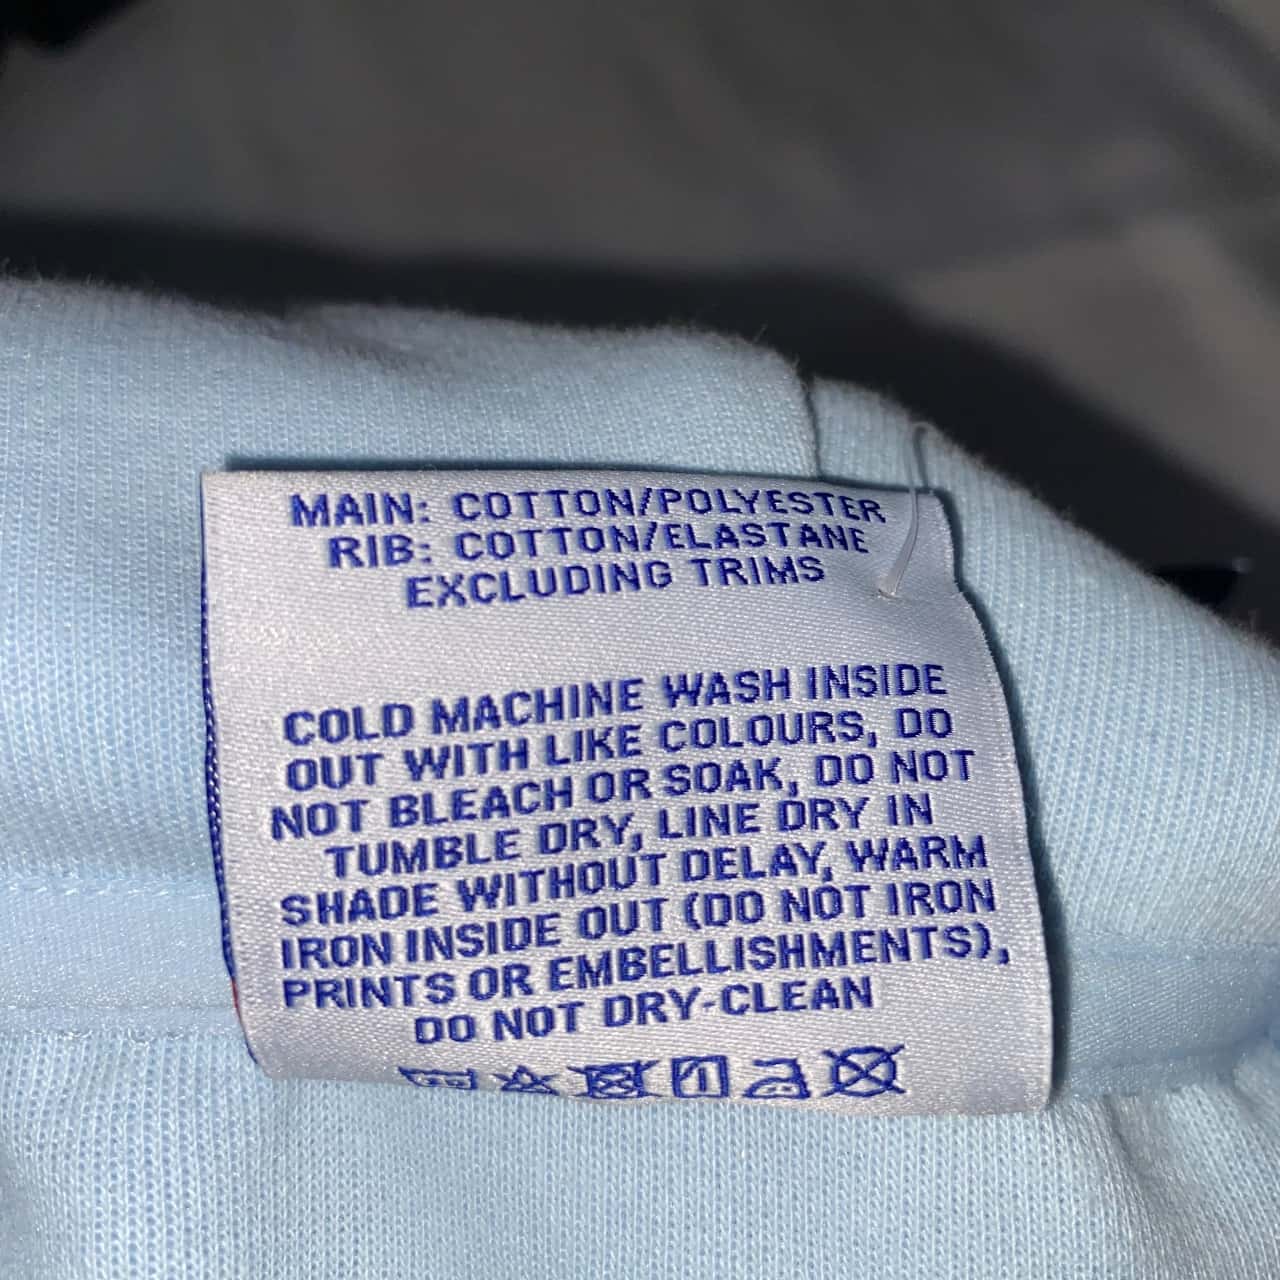 MAIN: COTTON/POLYESTER
RIB: COTTON/ELASTANE
EXCLUDING TRIMS
COLD MACHINE WASH INSIDE
OUT WITH LIKE COLOURS, DO
NOT BLEACH OR SOAK, DO NOT
TUMBLE DRY, LINE DRY IN
SHADE WITHOUT DELAY, WARM
IRON INSIDE OUT (DO NOT IRON
PRINTS OR EMBELLISHMENTS),
DO NOT DRY-CLEAN